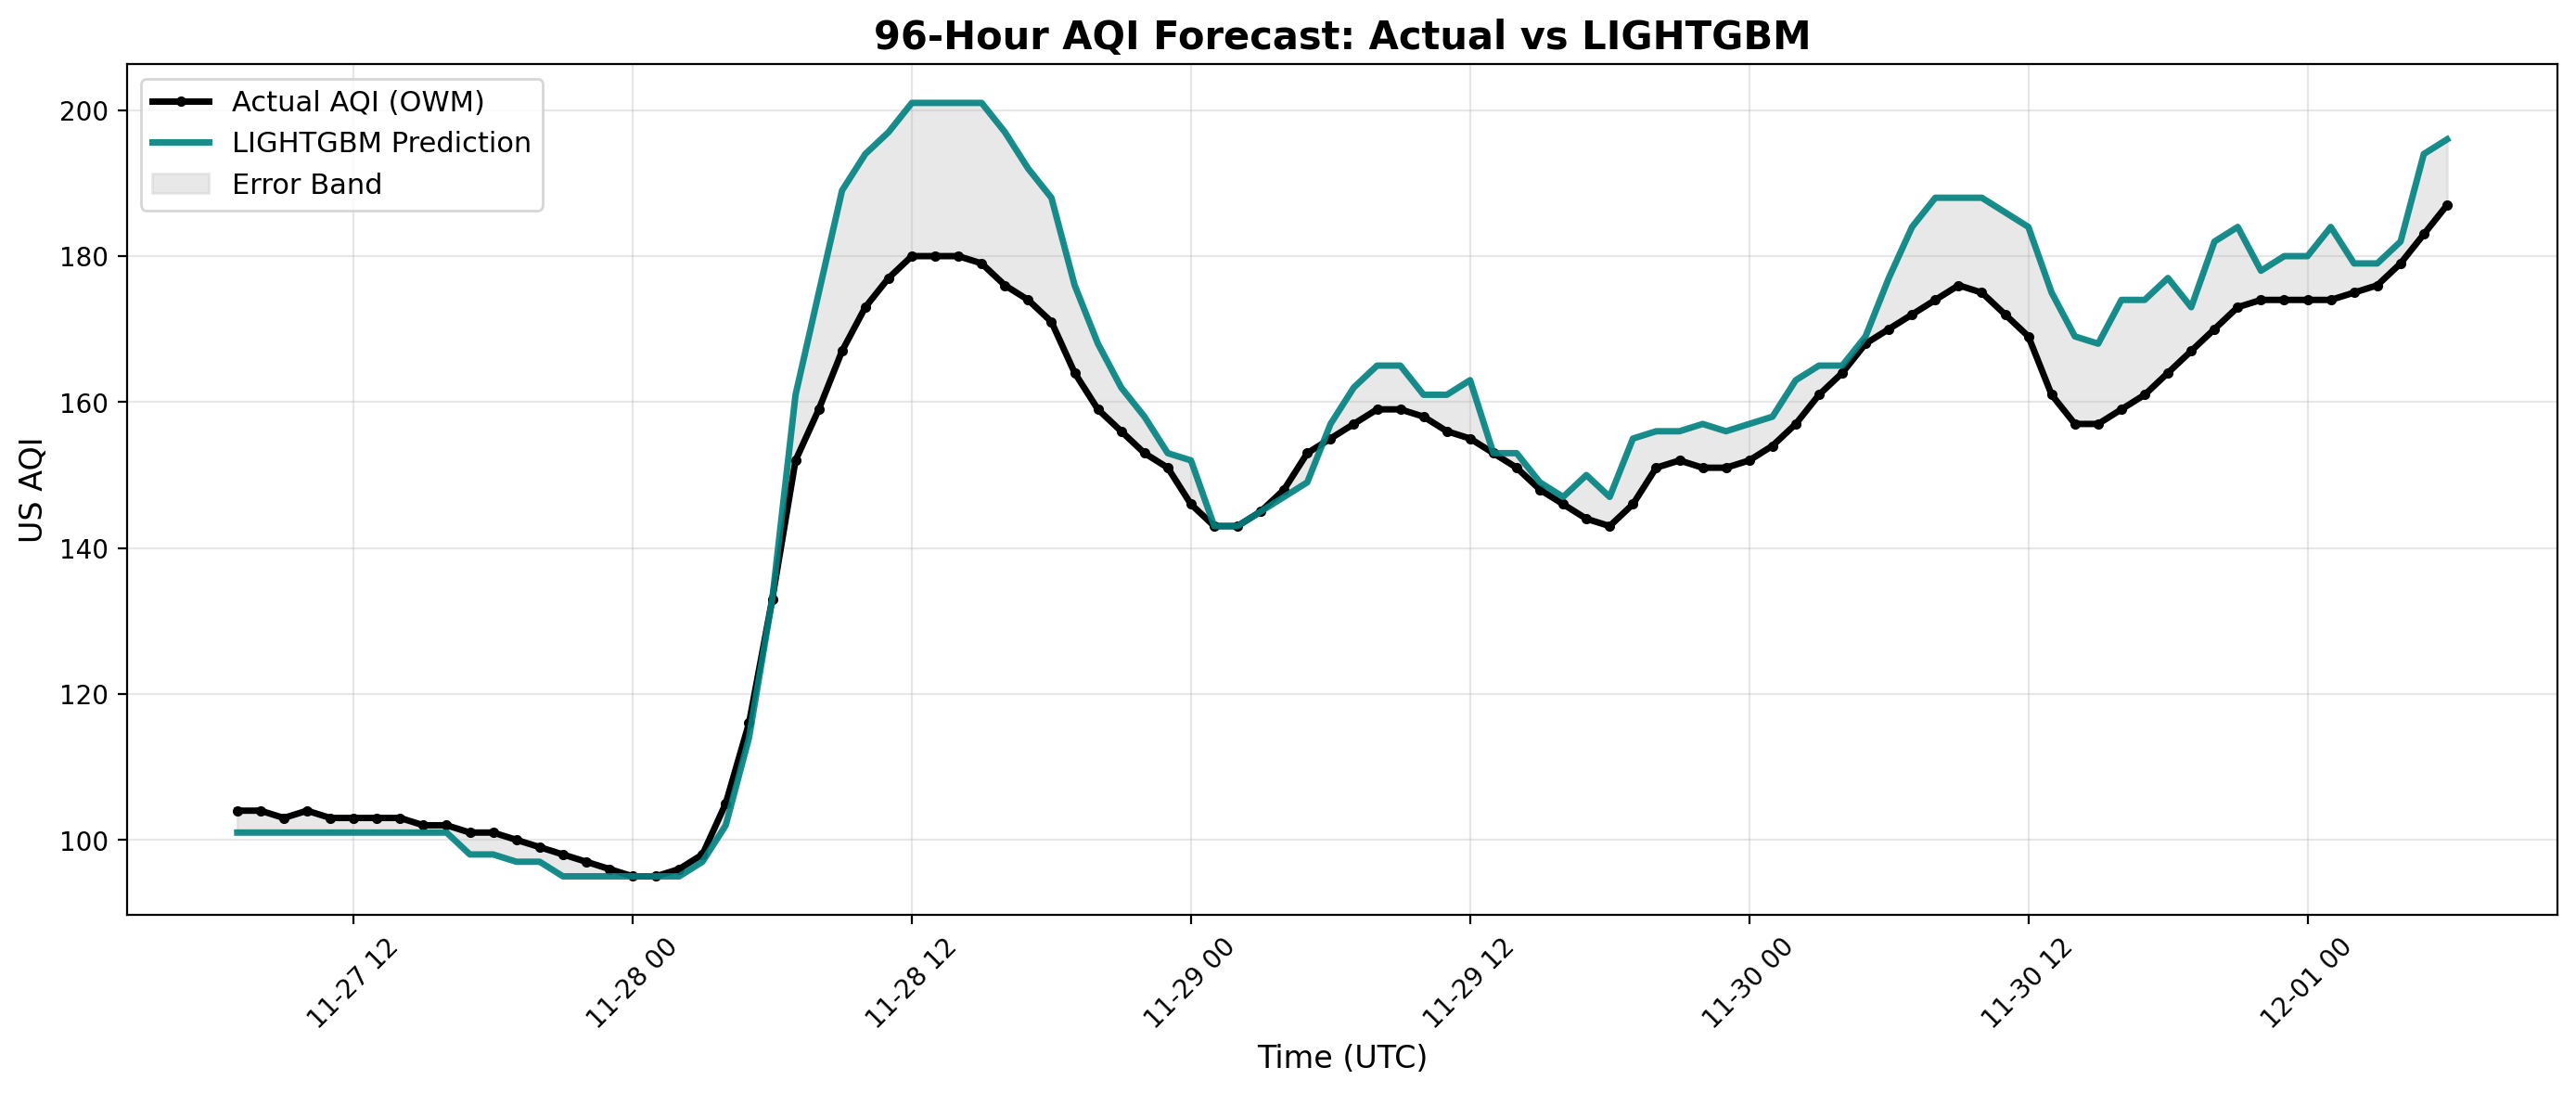 96-Hour AQI Forecast: Actual vs LIGHTGBM
Actual AQI (OWM)
LIGHTGBM Prediction
Error Band
US AQI
200
180
160
140
120
100
11-27 12
11-28 00
11-28 12
11-29 00
11-29 12
11-30 00
11-30 12
12-01 00
Time (UTC)